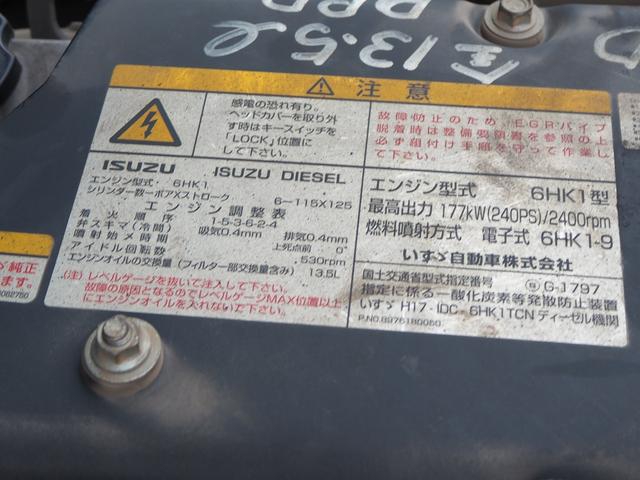 DPD
全13.5ℓ
注意
感電の恐れ有り。
ヘッドカバーを取り外
す時はキースイッチを
「LOCK」位置に
して下さい。
故障防止のため、EGRパイプ
脱着時は整備要領書を参照の上
必ず組付け手順を守って作業し
て下さい。
ISUZU ISUZU DIESEL
エンジン型式・6HK1
シリンダー数－ボアXストローク 6－115X125
エンジン調整表
着火順序 1-5-3-6-2-4
弁スキマ(冷間) 吸気0.4mm 排気0.4mm
噴射始メ時期 上死点前 0°
アイドル回転数 530rpm
エンジンオイルの交換量(フィルター部交換量含み) 13.5L
(注)レベルゲージを抜いて注入して下さい。
故障の原因となるのでレベルゲージMAX位置以上
にエンジンオイルを入れないで下さい。
エンジン型式 6HK1型
最高出力 177kW(240PS)/2400rpm
燃料噴射方式 電子式 6HK1-9
いすゞ自動車株式会社
国土交通省型式指定番号 G-1797
指定に係る一酸化炭素等発散防止装置
いすゞ H17・IDC・6HK1TCN ディーゼル機関
P.NO.8976180060
ゞ純正
ます。